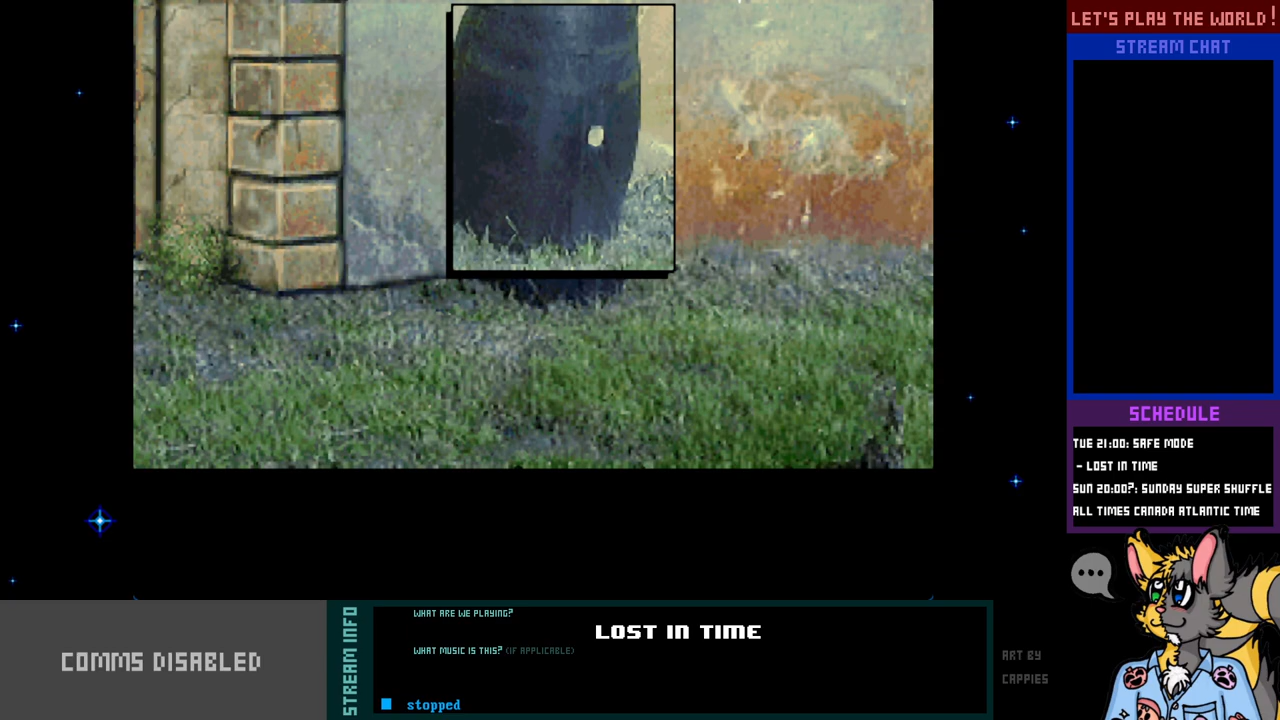 LET'S PLAY THE WORLD!
STREAM CHAT
SCHEDULE
TUE 21:00: SAFE MODE
- LOST IN TIME
SUN 20:00?: SUNDAY SUPER SHUFFLE
ALL TIMES CANADA ATLANTIC TIME
COMMS DISABLED
STREAM INFO
WHAT ARE WE PLAYING?
LOST IN TIME
WHAT MUSIC IS THIS? (IF APPLICABLE)
stopped
ART BY
CAPPIES